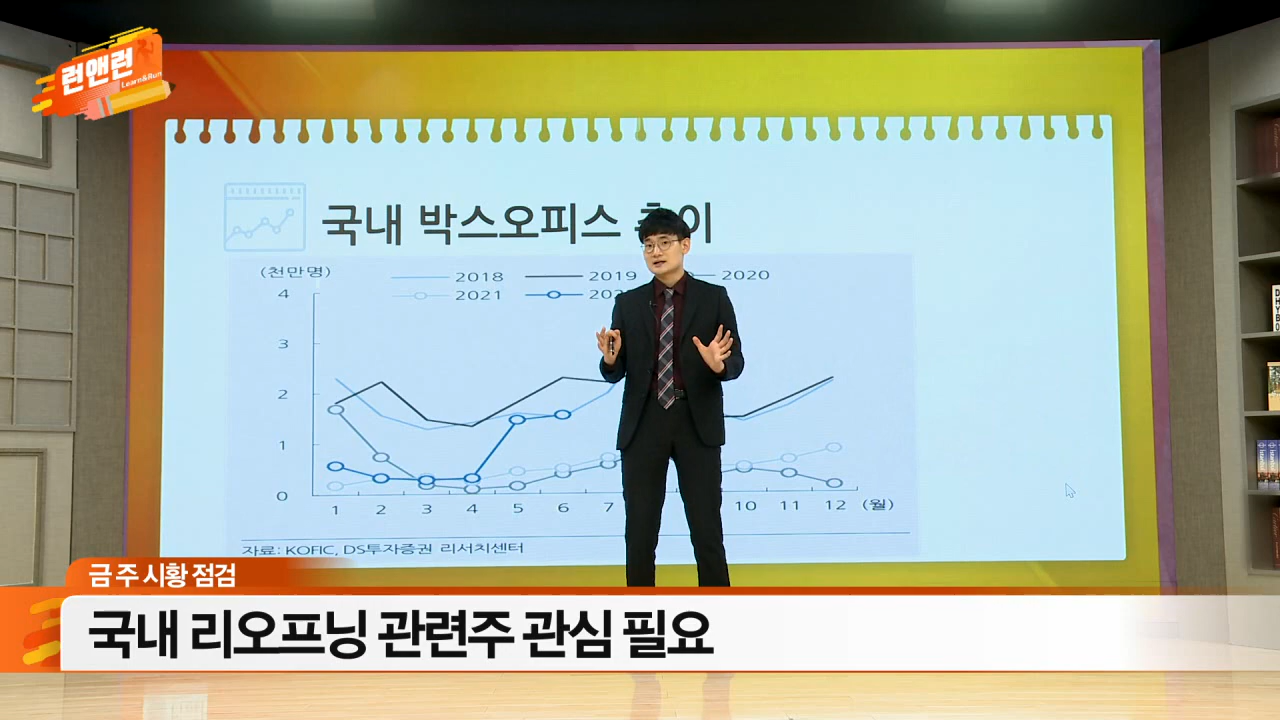 런앤런
Learn&Run
국내 박스오피스 추이
(천만명)
2018 2019 2020
2021
4
3
2
1
0
1 2 3 4 5 6 7 10 11 12 (월)
자료: KOFIC, DS투자증권 리서치센터
금주 시황 점검
국내 리오프닝 관련주 관심 필요